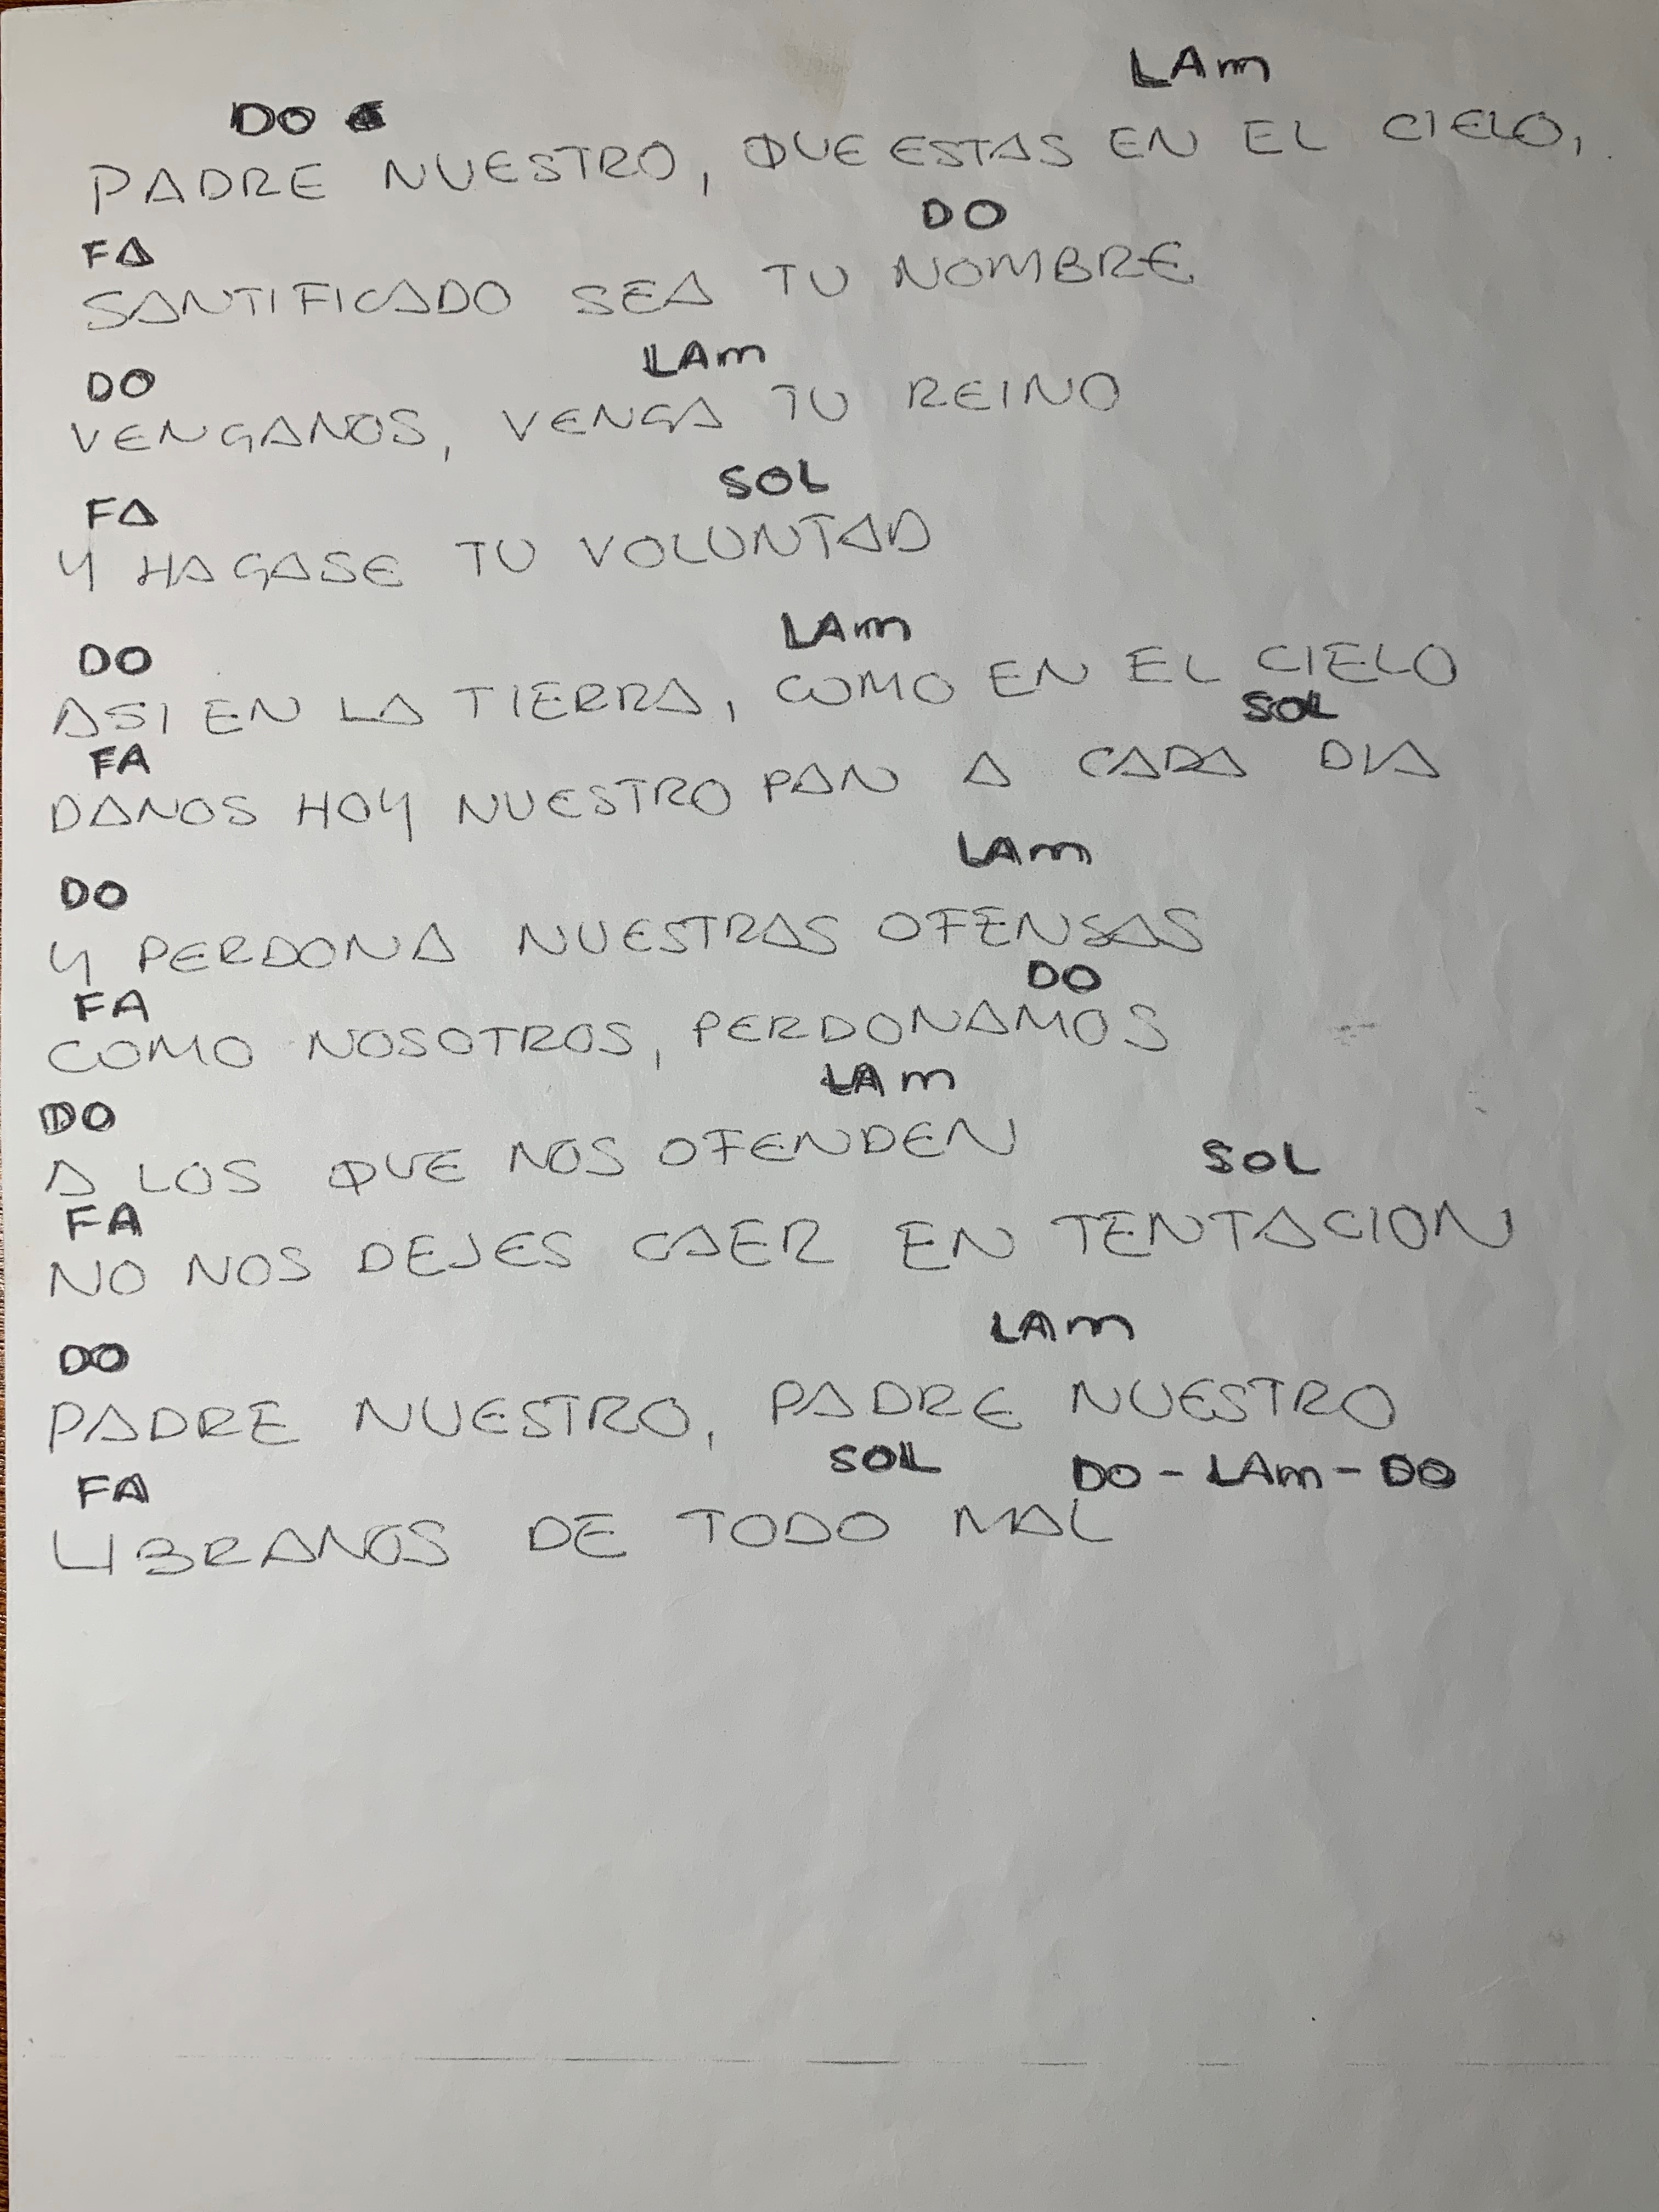 DO LAm
PADRE NUESTRO, QUE ESTAS EN EL CIELO,
FA DO
SANTIFICADO SEA TU NOMBRE
DO LAm
VENGANOS, VENGA TU REINO
FA SOL
Y HAGASE TU VOLUNTAD
DO LAm
ASI EN LA TIERRA, COMO EN EL CIELO
FA SOL
DANOS HOY NUESTRO PAN A CADA DIA
DO LAm
Y PERDONA NUESTRAS OFENSAS
FA DO
COMO NOSOTROS, PERDONAMOS
DO LAm
A LOS QUE NOS OFENDEN
FA SOL
NO NOS DEJES CAER EN TENTACION
DO LAm
PADRE NUESTRO, PADRE NUESTRO
FA SOL DO - LAm - DO
LIBRANOS DE TODO MAL